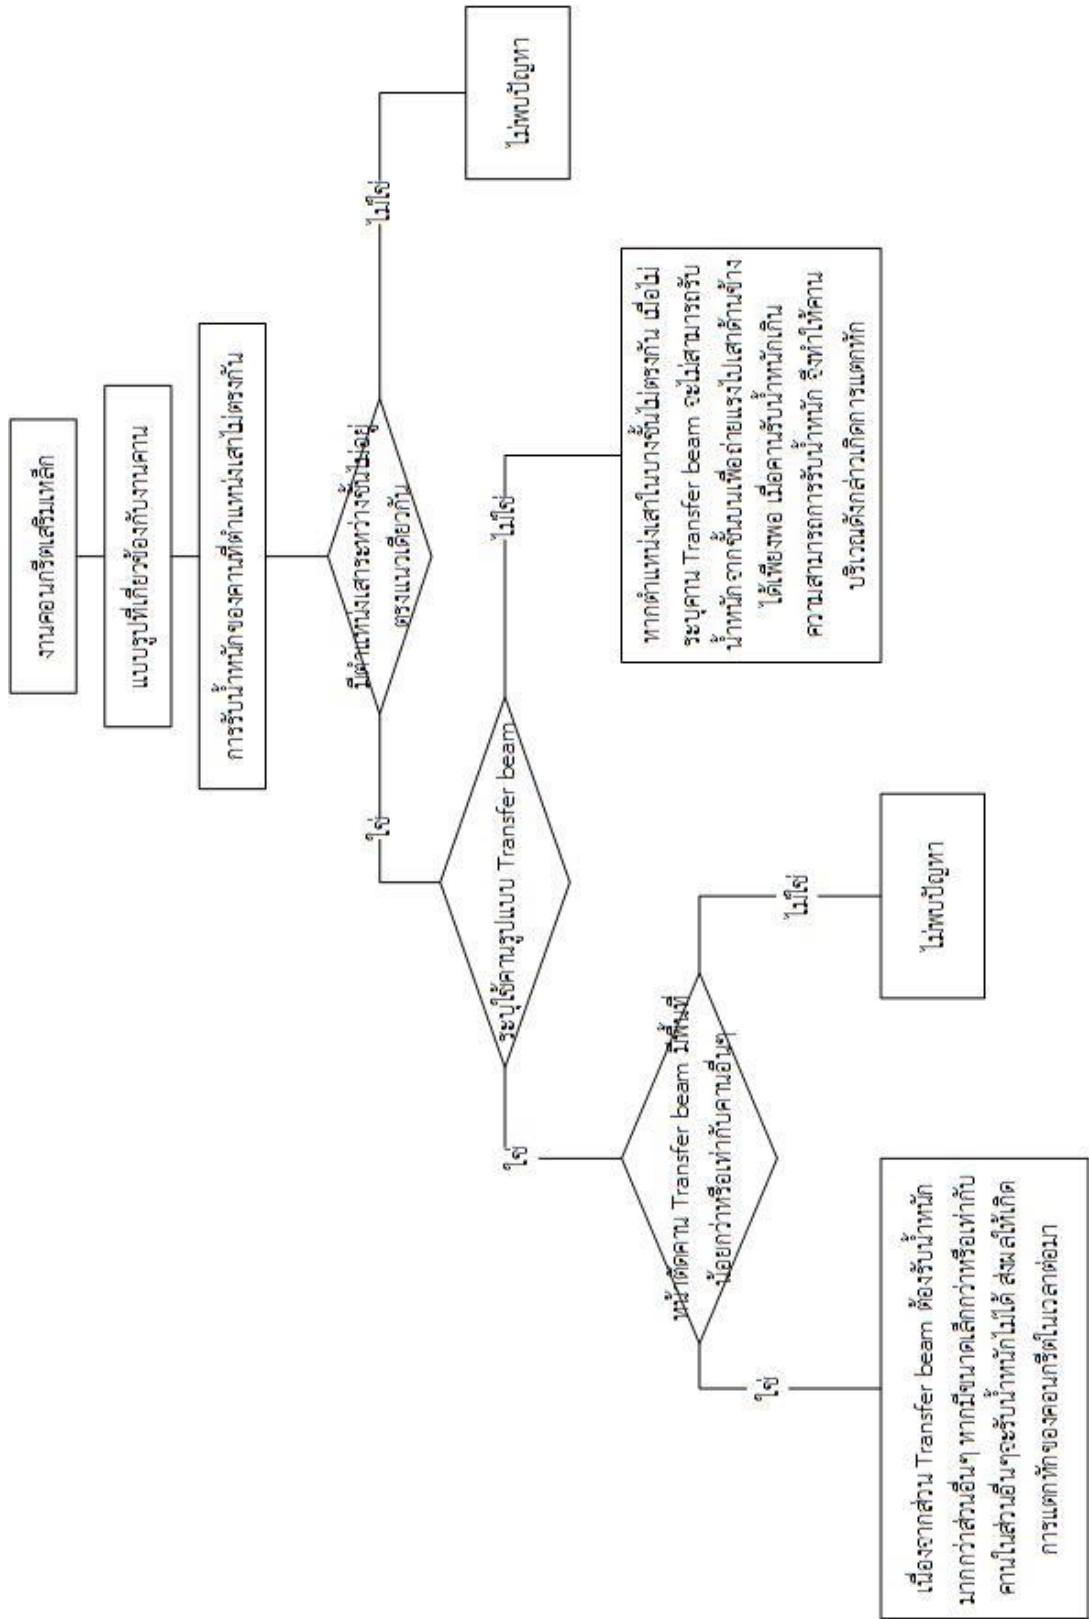 งานคอนกรีตเสริมเหล็ก
แบบรูปที่เกี่ยวข้องกับงานคาน
การรับน้ำหนักของคานที่ตำแหน่งเสาไม่ตรงกัน
มีตำแหน่งเสาระหว่างชั้นไม่อยู่
ตรงแนวเดียวกัน
ใช่
ไม่ใช่
ไม่พบปัญหา
ระบุใช้คานรูปแบบ Transfer beam
ใช่
ไม่ใช่
หากตำแหน่งเสาในบางชั้นไม่ตรงกัน เมื่อไม่
ระบุคาน Transfer beam จะไม่สามารถรับ
น้ำหนักจากชั้นบนเพื่อถ่ายแรงไปเสาด้านข้าง
ได้เพียงพอ เมื่อคานรับน้ำหนักเกิน
ความสามารถการรับน้ำหนัก จึงทำให้คาน
บริเวณดังกล่าวเกิดการแตกหัก
หน้าตัดคาน Transfer beam มีพื้นที่
น้อยกว่าหรือเท่ากับคานอื่นๆ
ใช่
ไม่ใช่
ไม่พบปัญหา
เนื่องจากส่วน Transfer beam ต้องรับน้ำหนัก
มากกว่าส่วนอื่นๆ หากมีขนาดเล็กกว่าหรือเท่ากับ
คานในส่วนอื่นๆจะรับน้ำหนักไม่ได้ ส่งผลให้เกิด
การแตกหักของคอนกรีตในเวลาต่อมา